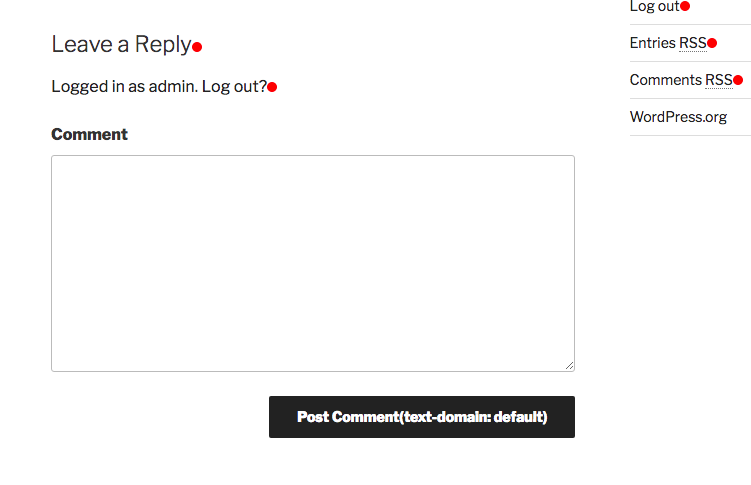 Leave a Reply
Logged in as admin. Log out?
Comment
Post Comment(text-domain: default)
Log out
Entries RSS
Comments RSS
WordPress.org